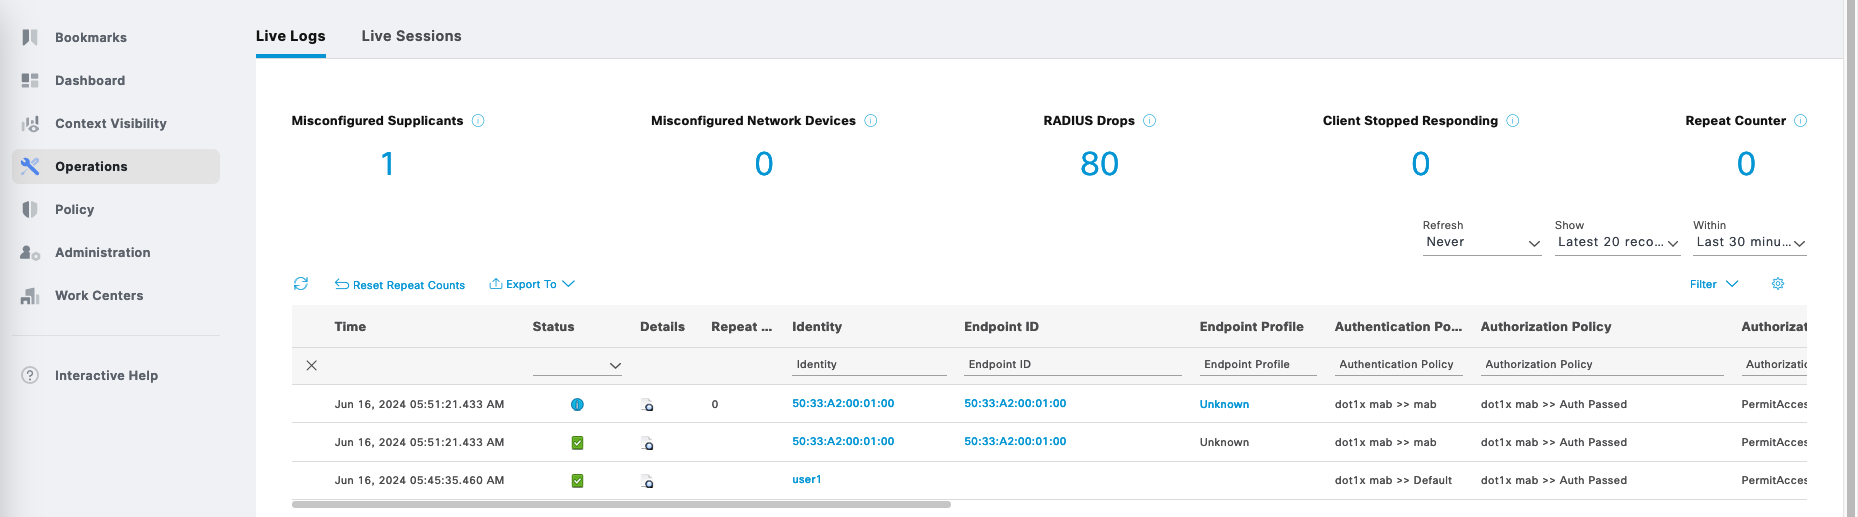 Bookmarks
Dashboard
Context Visibility
Operations
Policy
Administration
Work Centers
Interactive Help
Live Logs Live Sessions
Misconfigured Supplicants Misconfigured Network Devices RADIUS Drops Client Stopped Responding Repeat Counter
1 0 80 0 0
Refresh Show Within
Never Latest 20 reco... Last 30 minu...
Reset Repeat Counts Export To Filter
Time Status Details Repeat ... Identity Endpoint ID Endpoint Profile Authentication Po... Authorization Policy Authorizat
Identity Endpoint ID Endpoint Profile Authentication Policy Authorization Policy Authorizatio
Jun 16, 2024 05:51:21.433 AM 0 50:33:A2:00:01:00 50:33:A2:00:01:00 Unknown dot1x mab >> mab dot1x mab >> Auth Passed PermitAcces
Jun 16, 2024 05:51:21.433 AM 50:33:A2:00:01:00 50:33:A2:00:01:00 Unknown dot1x mab >> mab dot1x mab >> Auth Passed PermitAcces
Jun 16, 2024 05:45:35.460 AM user1 dot1x mab >> Default dot1x mab >> Auth Passed PermitAcces